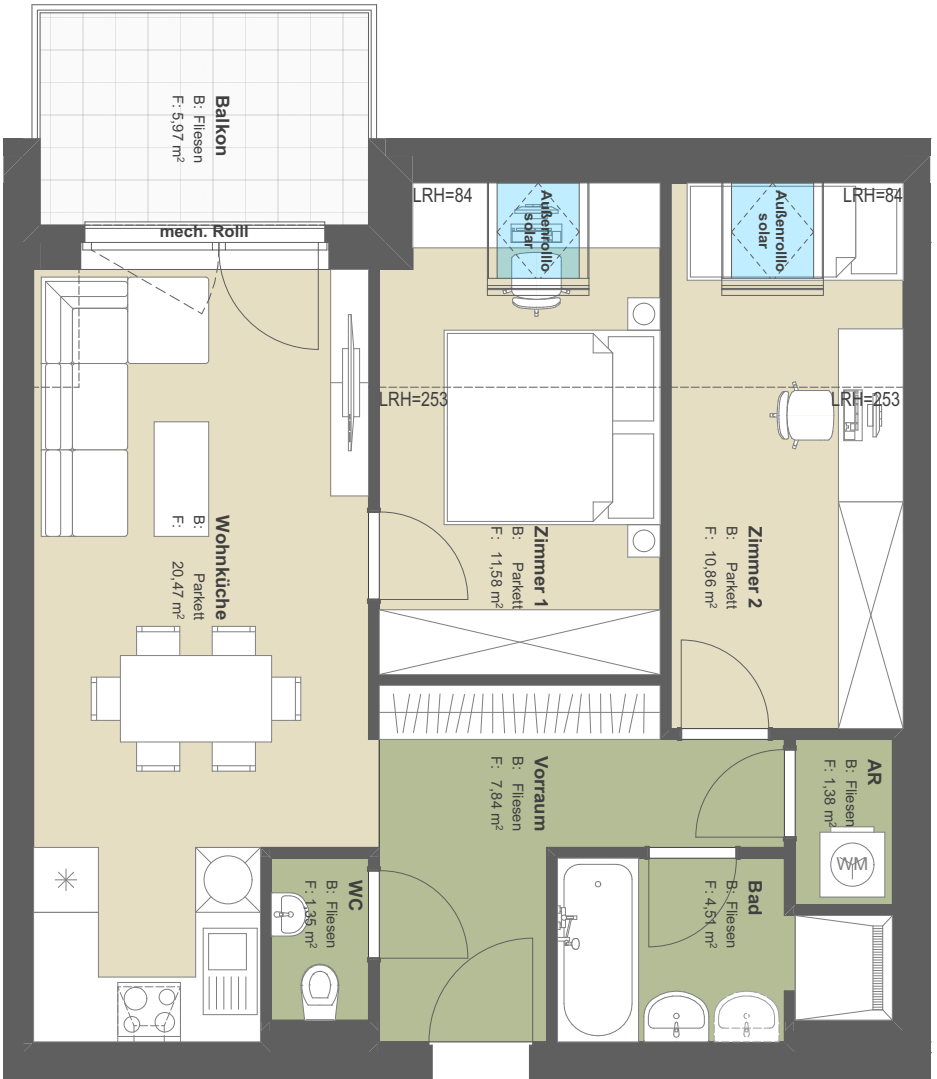 Balkon
B: Fliesen
F: 5,97 m²
mech. Rolll
LRH=84
Außenrolllo
solar
Außenrolllo
solar
LRH=84
LRH=253
LRH=253
Wohnküche
B: Parkett
F: 20,47 m²
Zimmer 1
B: Parkett
F: 11,58 m²
Zimmer 2
B: Parkett
F: 10,86 m²
Vorraum
B: Fliesen
F: 7,84 m²
AR
B: Fliesen
F: 1,38 m²
WM
WC
B: Fliesen
F: 1,35 m²
Bad
B: Fliesen
F: 4,51 m²